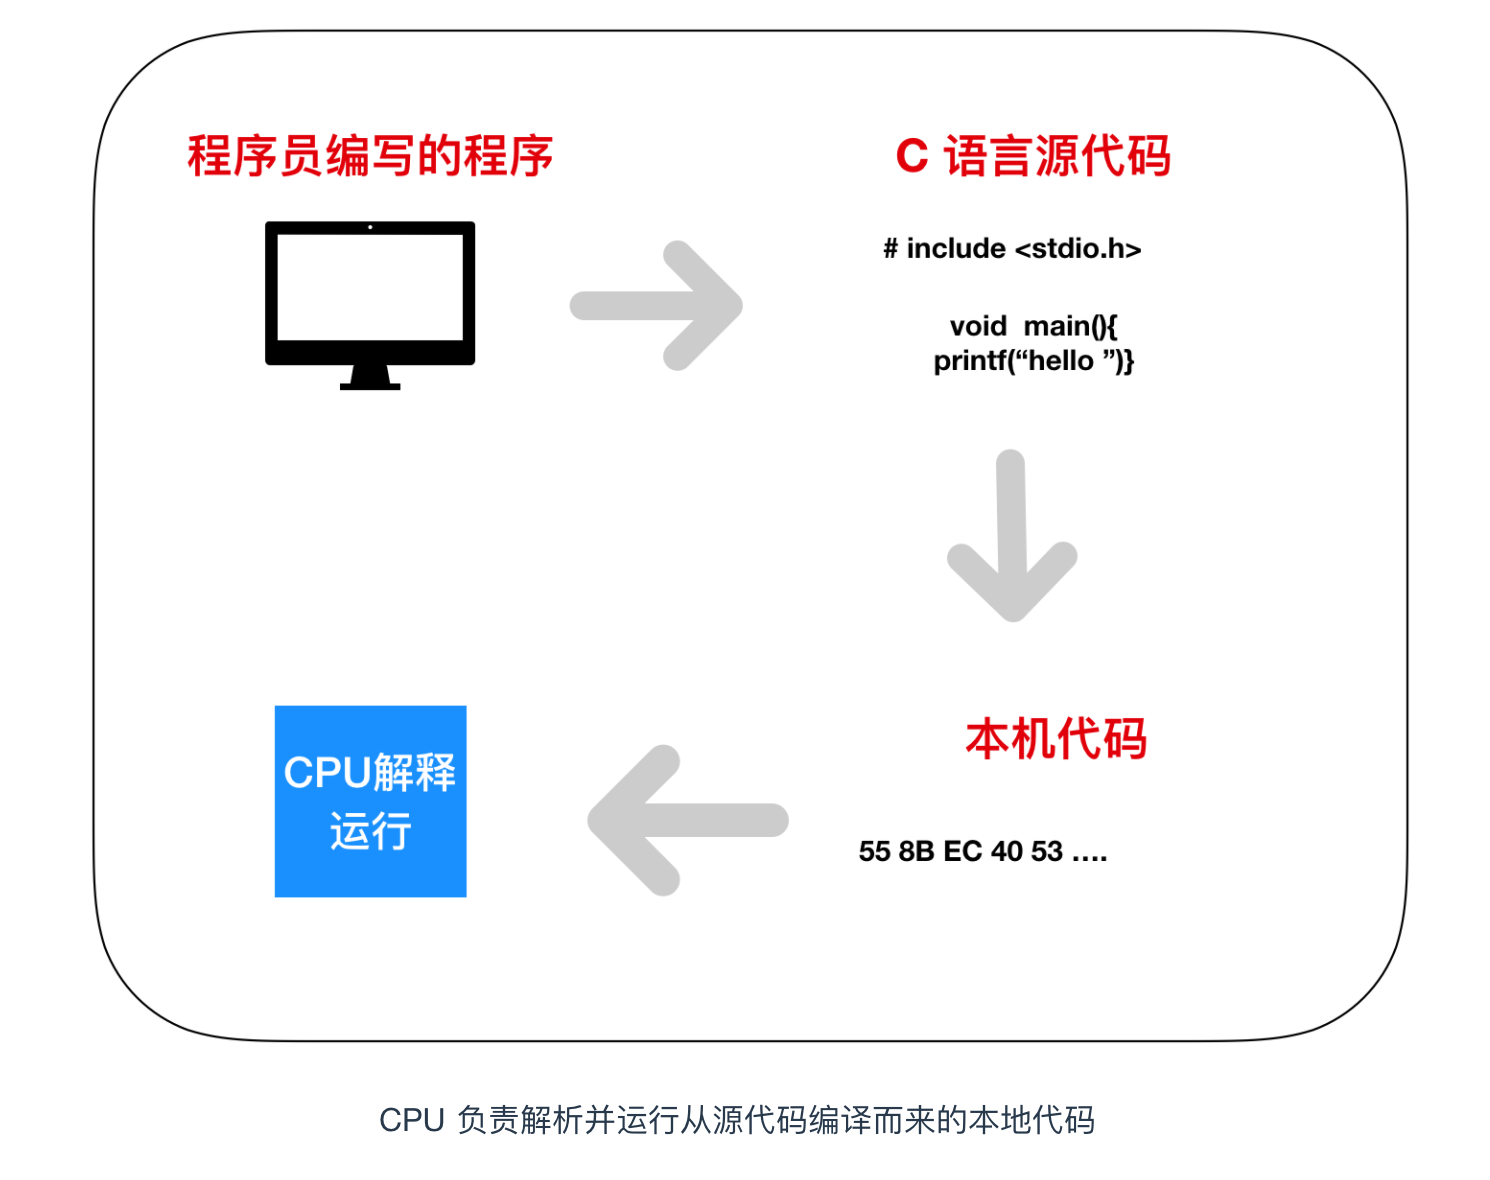 程序员编写的程序
C 语言源代码
# include <stdio.h>
void  main(){
printf(“hello ”)}
本机代码
55 8B EC 40 53 ....
CPU解释
运行
CPU 负责解析并运行从源代码编译而来的本地代码